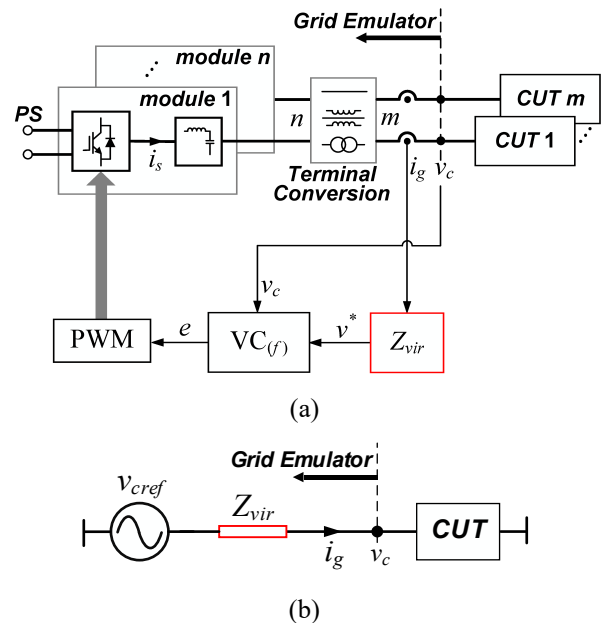 Grid Emulator
module n
module 1
PS
i_s
n
m
Terminal
Conversion
i_g
v_c
CUT m
CUT 1
v_c
PWM
e
VC_(f)
v*
Z_vir
(a)
Grid Emulator
v_cref
Z_vir
i_g
v_c
CUT
(b)